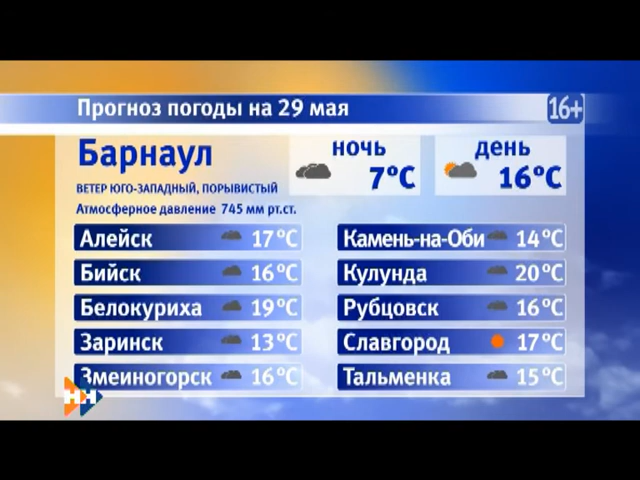 Прогноз погоды на 29 мая
16+
Барнаул
ночь
7°C
день
16°C
ВЕТЕР ЮГО-ЗАПАДНЫЙ, ПОРЫВИСТЫЙ
Атмосферное давление 745 мм рт.ст.
Алейск 17°C
Бийск 16°C
Белокуриха 19°C
Заринск 13°C
Змеиногорск 16°C
Камень-на-Оби 14°C
Кулунда 20°C
Рубцовск 16°C
Славгород 17°C
Тальменка 15°C
НН